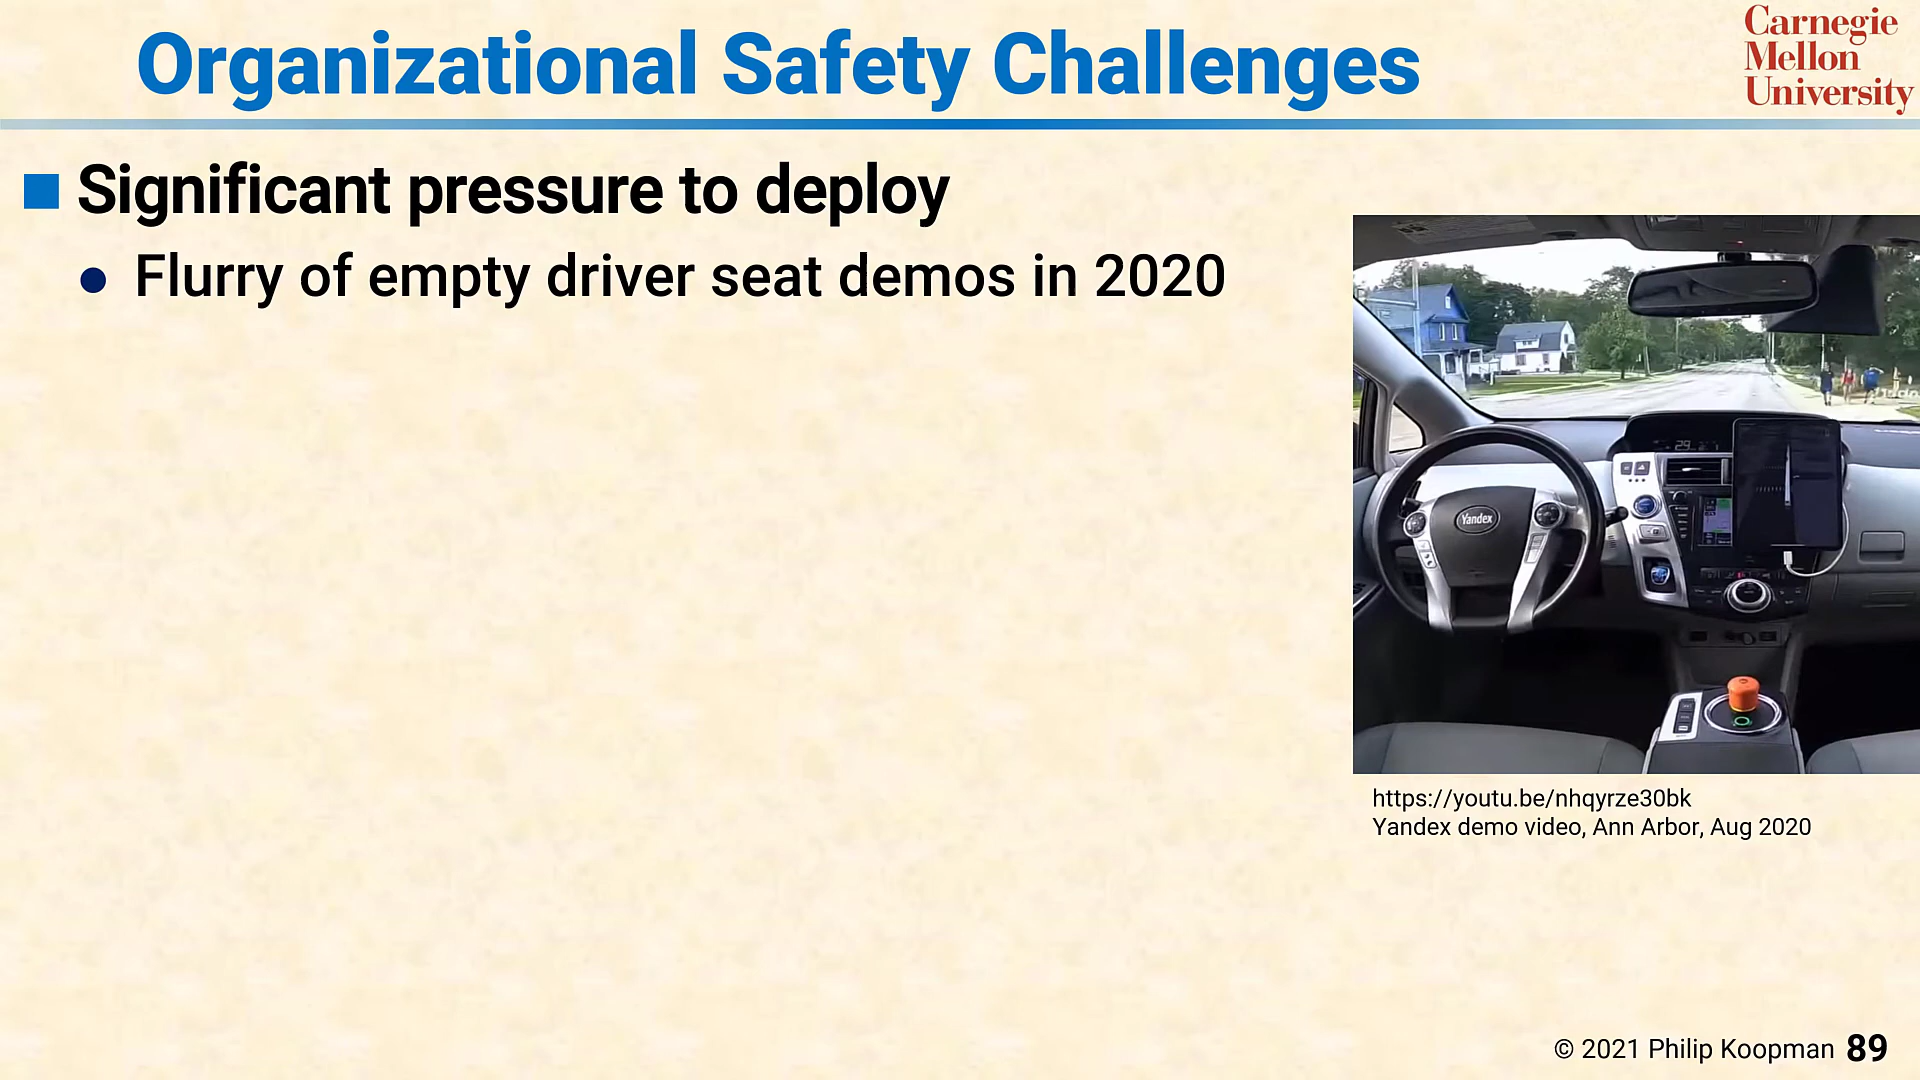 Organizational Safety Challenges
Carnegie
Mellon
University
Significant pressure to deploy
Flurry of empty driver seat demos in 2020
Yandex
https://youtu.be/nhqyrze30bk
Yandex demo video, Ann Arbor, Aug 2020
© 2021 Philip Koopman 89